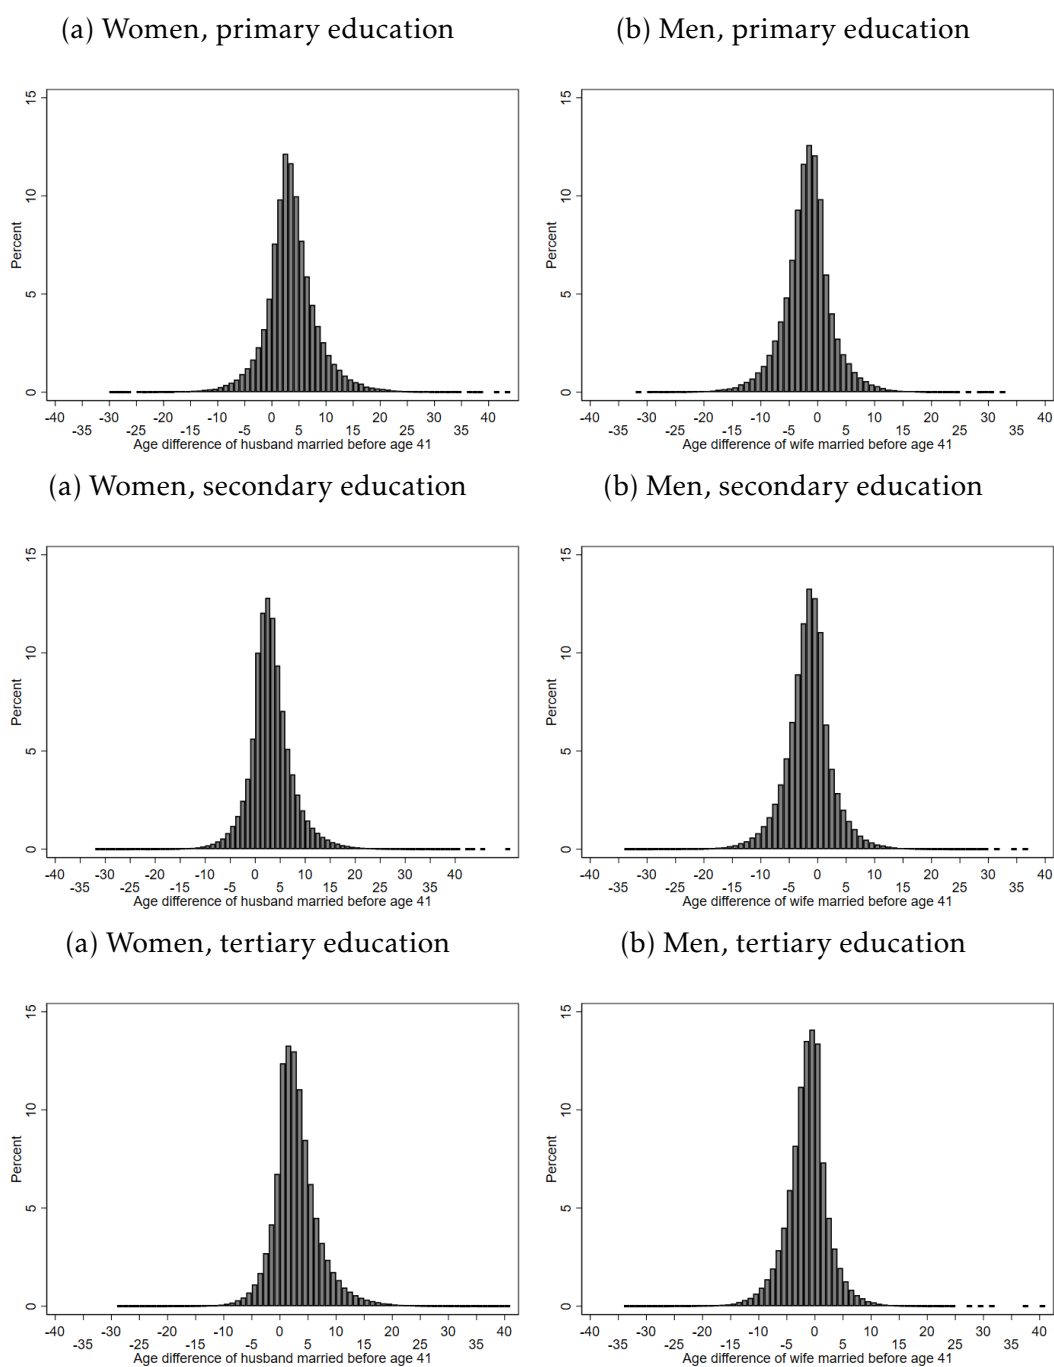 (a) Women, primary education
(b) Men, primary education
15
10
5
0
Percent
-40 -30 -20 -10 0 10 20 30 40
-35 -25 -15 -5 5 15 25 35
Age difference of husband married before age 41
15
10
5
0
Percent
-40 -30 -20 -10 0 10 20 30 40
-35 -25 -15 -5 5 15 25 35
Age difference of wife married before age 41
(a) Women, secondary education
(b) Men, secondary education
15
10
5
0
Percent
-40 -30 -20 -10 0 10 20 30 40
-35 -25 -15 -5 5 15 25 35
Age difference of husband married before age 41
15
10
5
0
Percent
-40 -30 -20 -10 0 10 20 30 40
-35 -25 -15 -5 5 15 25 35
Age difference of wife married before age 41
(a) Women, tertiary education
(b) Men, tertiary education
15
10
5
0
Percent
-40 -30 -20 -10 0 10 20 30 40
-35 -25 -15 -5 5 15 25 35
Age difference of husband married before age 41
15
10
5
0
Percent
-40 -30 -20 -10 0 10 20 30 40
-35 -25 -15 -5 5 15 25 35
Age difference of wife married before age 41